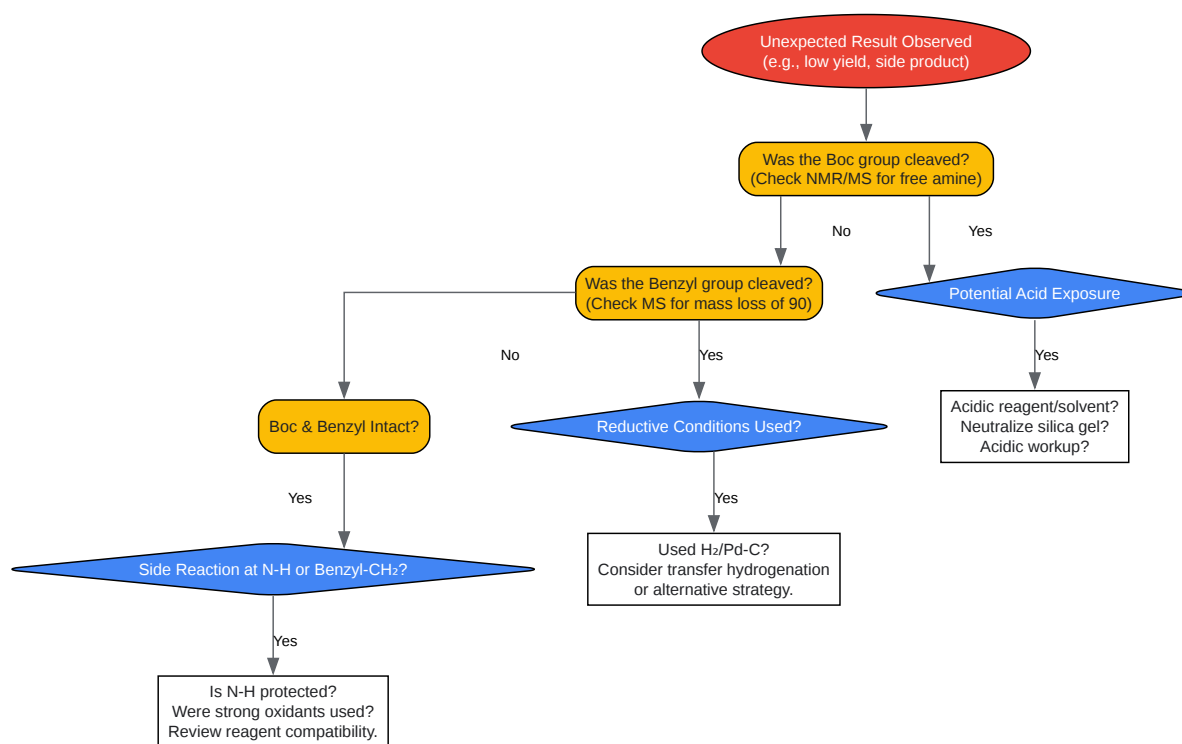 Unexpected Result Observed
(e.g., low yield, side product)
Was the Boc group cleaved?
(Check NMR/MS for free amine)
No
Yes
Was the Benzyl group cleaved?
(Check MS for mass loss of 90)
Potential Acid Exposure
No
Yes
Yes
Boc & Benzyl Intact?
Reductive Conditions Used?
Acidic reagent/solvent?
Neutralize silica gel?
Acidic workup?
Yes
Yes
Side Reaction at N-H or Benzyl-CH₂?
Used H₂/Pd-C?
Consider transfer hydrogenation
or alternative strategy.
Yes
Is N-H protected?
Were strong oxidants used?
Review reagent compatibility.